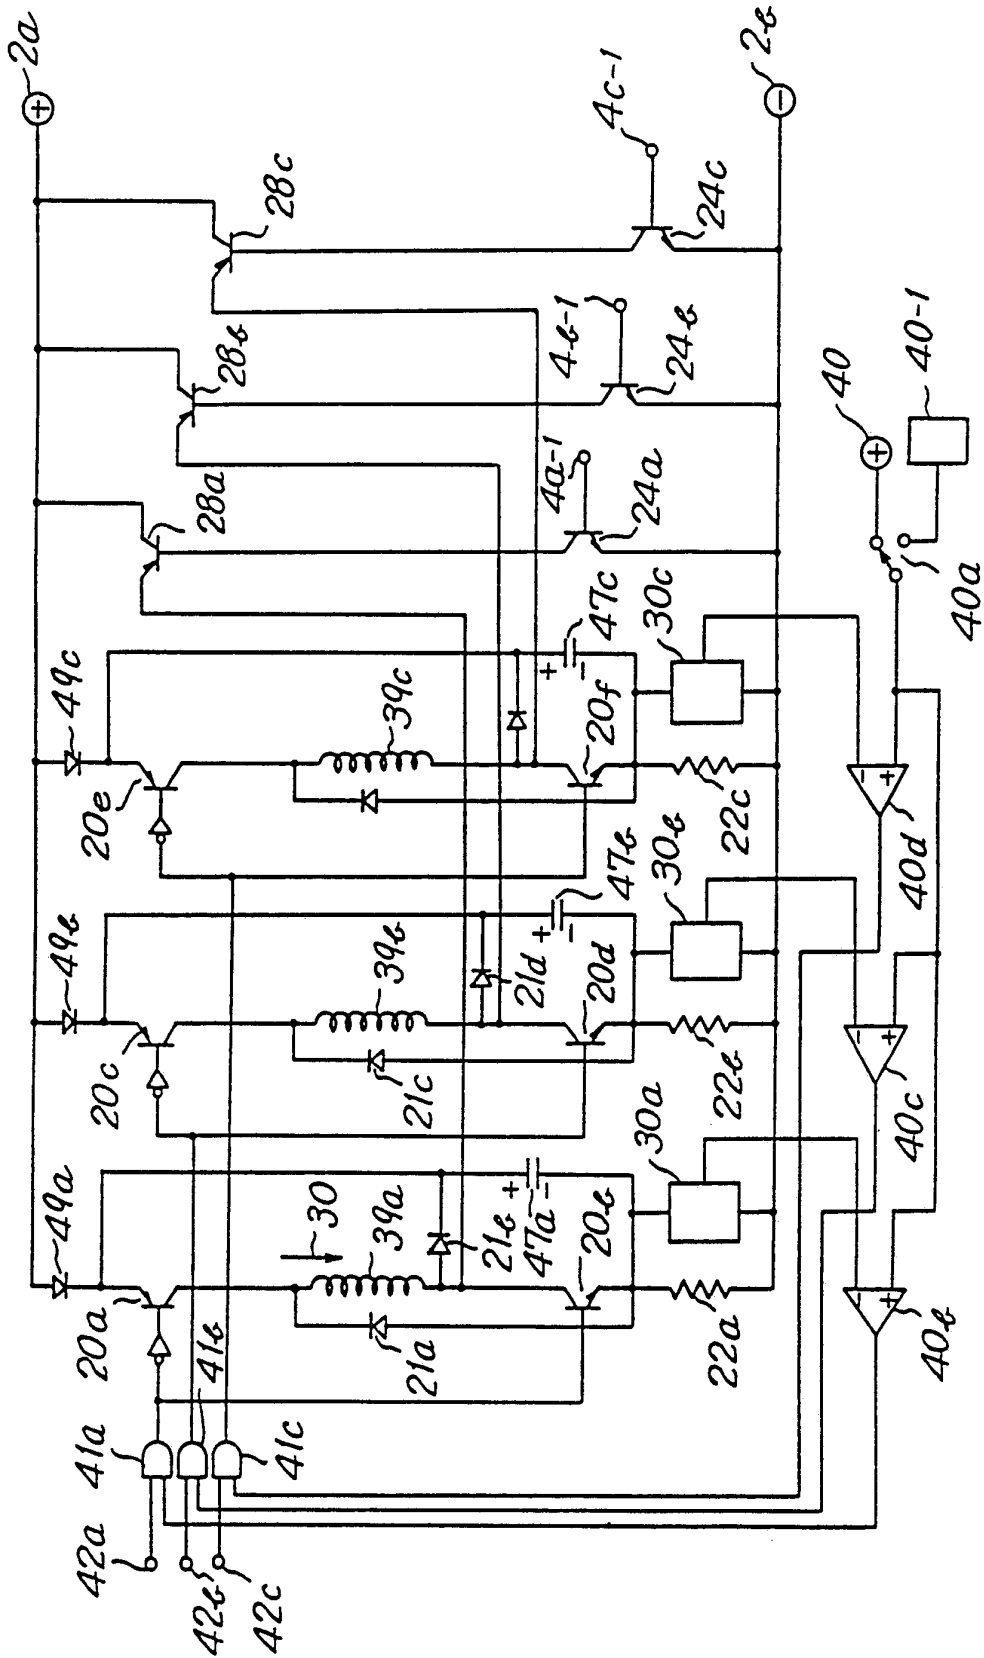 2a
28c
4c-1
24c
2b
28b
4b-1
24b
40
40-1
28a
4a-1
24a
40a
49c
20e
39c
47c
20f
30c
22c
40d
49b
20c
39b
21c
47b
21d
20d
30b
22b
40c
49a
20a
30
39a
21a
21b
47a
20b
30a
22a
40b
41a
41b
41c
42a
42b
42c
+
−
+
+
−
+
−
+
−
−
+
−
+
−
+